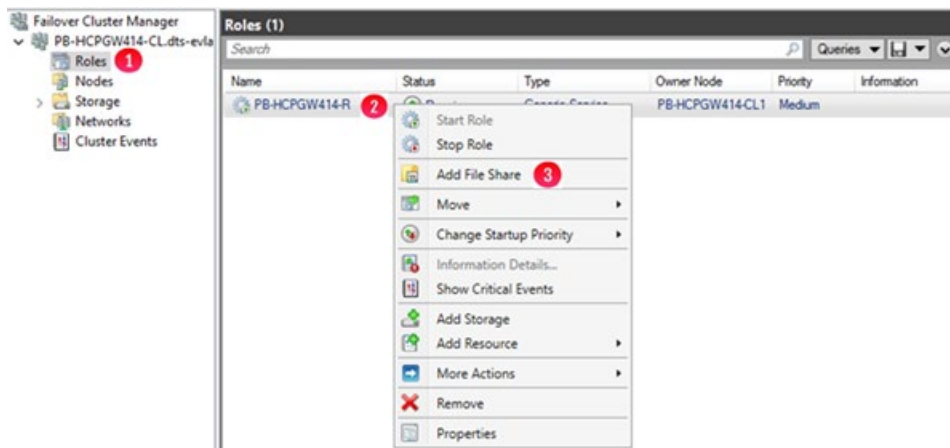 Failover Cluster Manager
PB-HCPGW414-CL.dts-evla
Roles 1
Nodes
Storage
Networks
Cluster Events
Roles (1)
Search
Queries
Name Status Type Owner Node Priority Information
PB-HCPGW414-R 2 PB-HCPGW414-CL1 Medium
Start Role
Stop Role
Add File Share 3
Move
Change Startup Priority
Information Details...
Show Critical Events
Add Storage
Add Resource
More Actions
Remove
Properties